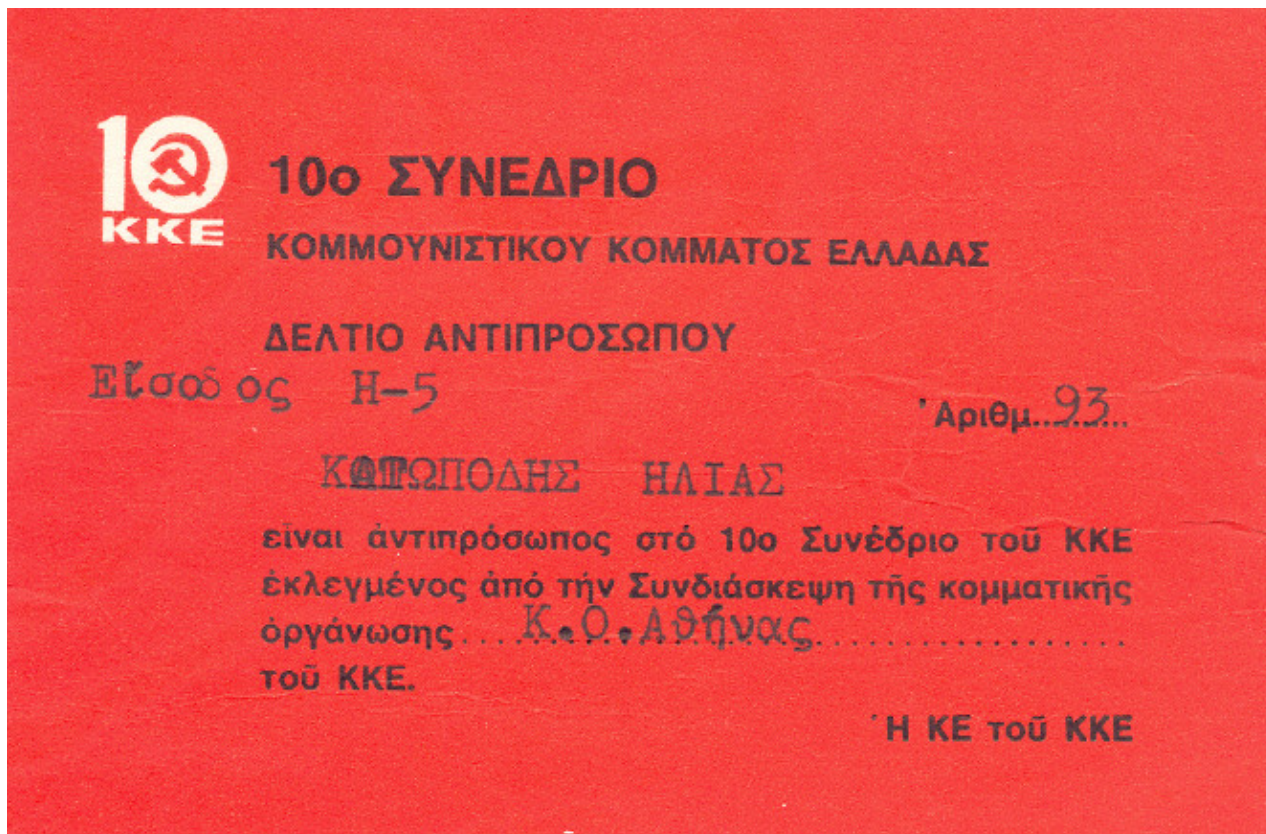 10
ΚΚΕ
10ο ΣΥΝΕΔΡΙΟ
ΚΟΜΜΟΥΝΙΣΤΙΚΟΥ ΚΟΜΜΑΤΟΣ ΕΛΛΑΔΑΣ
ΔΕΛΤΙΟ ΑΝΤΙΠΡΟΣΩΠΟΥ
Εἴσοδος Η-5
Ἀριθμ..93...
ΚΑΤΩΠΟΔΗΣ ΗΛΙΑΣ
εἶναι ἀντιπρόσωπος στό 10ο Συνέδριο τοῦ ΚΚΕ
ἐκλεγμένος ἀπό τήν Συνδιάσκεψη τῆς κομματικῆς
ὀργάνωσης ....Κ.Ο.Αθήνας....................
τοῦ ΚΚΕ.
Ἡ ΚΕ τοῦ ΚΚΕ